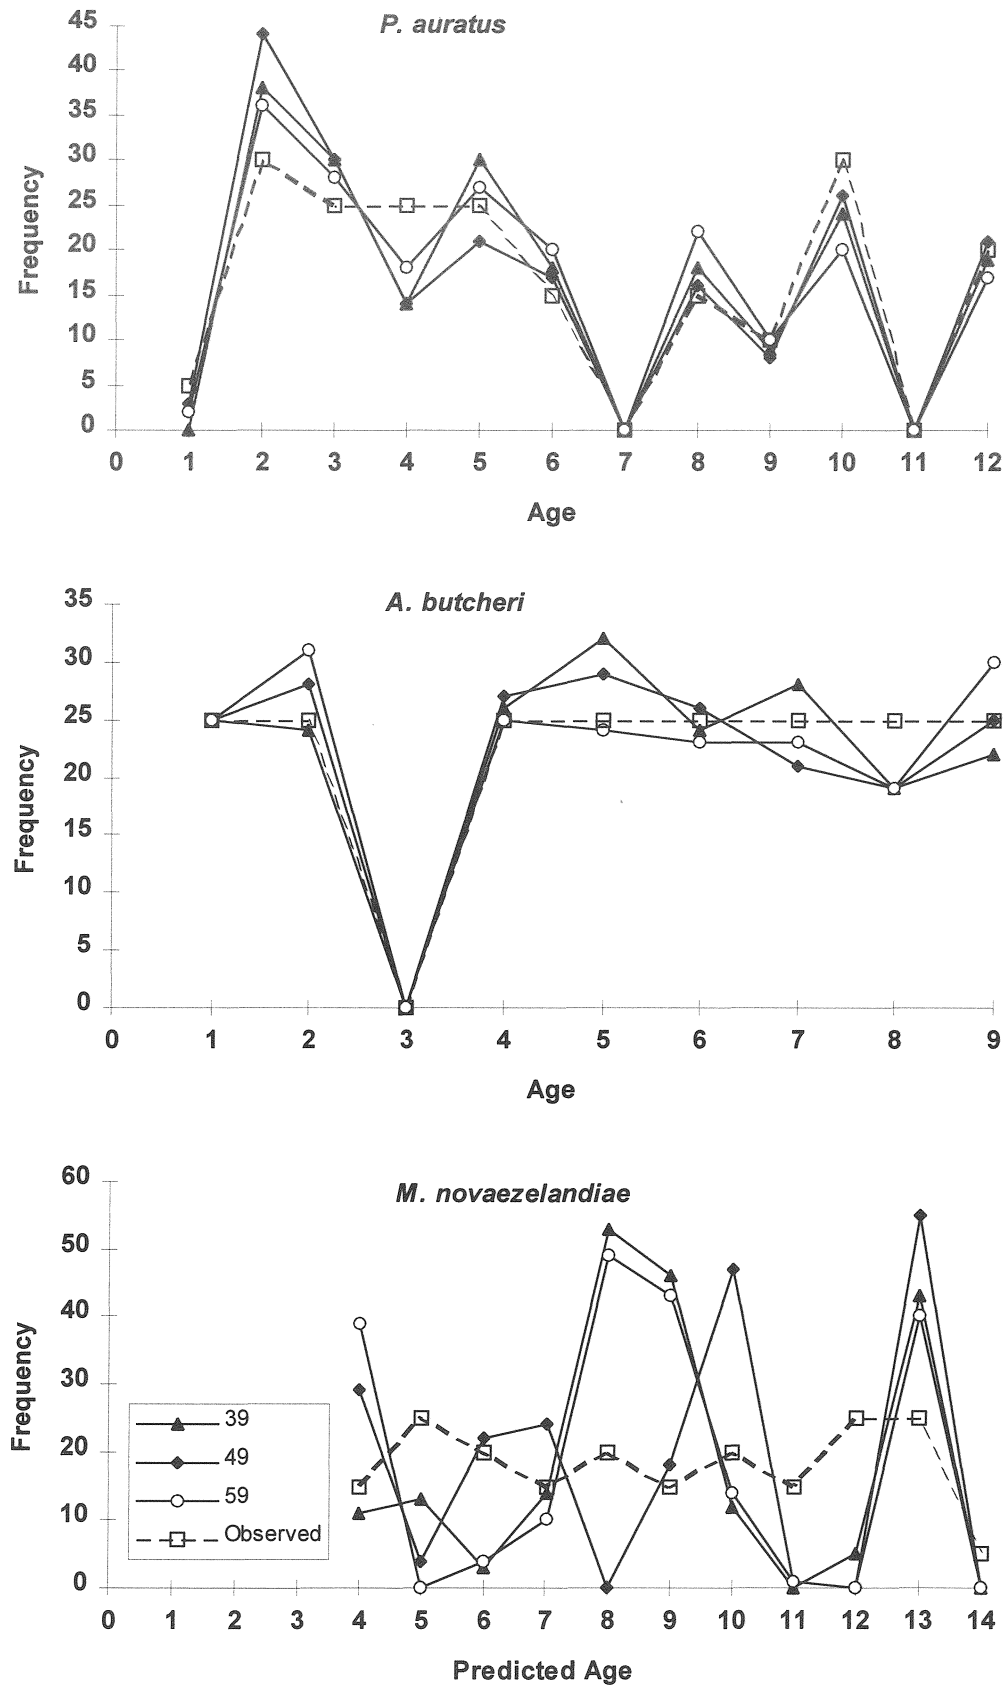 P. auratus
45
40
35
30
25
20
15
10
5
0
Frequency
0 1 2 3 4 5 6 7 8 9 10 11 12
Age
A. butcheri
35
30
25
20
15
10
5
0
Frequency
0 1 2 3 4 5 6 7 8 9
Age
M. novaezelandiae
60
50
40
30
20
10
0
Frequency
39
49
59
Observed
0 1 2 3 4 5 6 7 8 9 10 11 12 13 14
Predicted Age